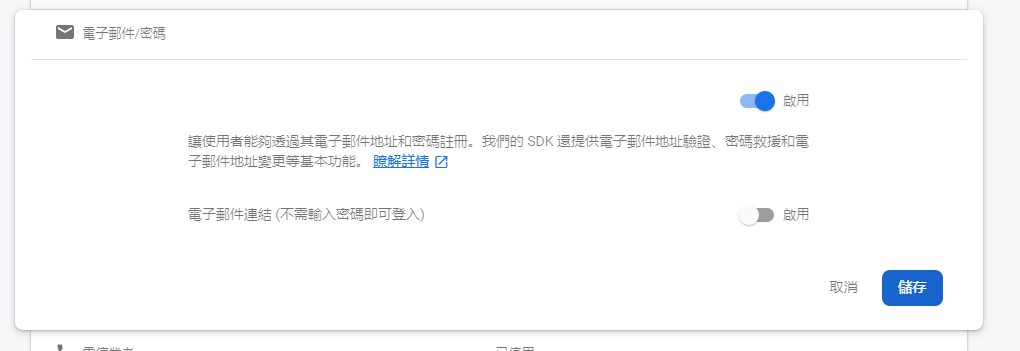 電子郵件/密碼
啟用
讓使用者能夠透過其電子郵件地址和密碼註冊。我們的 SDK 還提供電子郵件地址驗證、密碼救援和電
子郵件地址變更等基本功能。 瞭解詳情
電子郵件連結 (不需輸入密碼即可登入)
啟用
取消
儲存